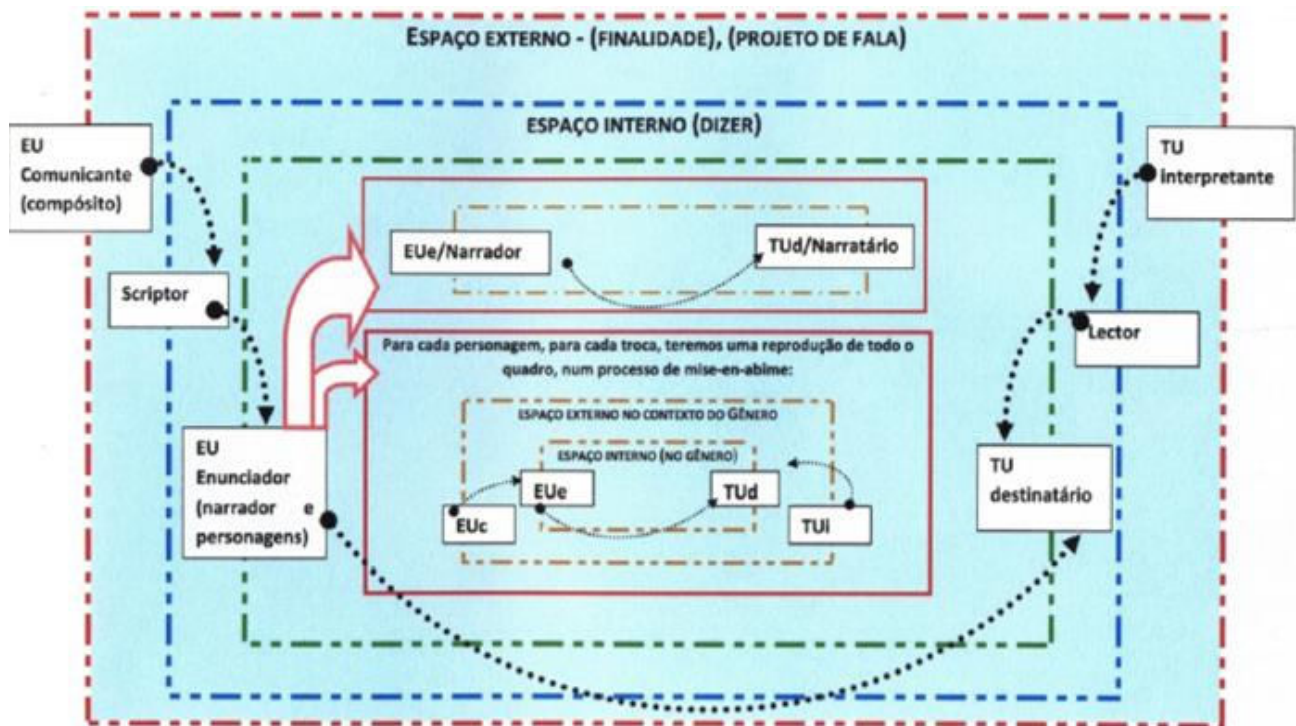 ESPAÇO EXTERNO - (FINALIDADE), (PROJETO DE FALA)
ESPAÇO INTERNO (DIZER)
EU
Comunicante
(compósito)
TU
interpretante
EUe/Narrador
TUd/Narratário
Scriptor
Lector
Para cada personagem, para cada troca, teremos uma reprodução de todo o
quadro, num processo de mise-en-abime:
ESPAÇO EXTERNO NO CONTEXTO DO GÊNERO
ESPAÇO INTERNO (NO GÊNERO)
EU
Enunciador
(narrador e
personagens)
EUe
TUd
EUc
TUi
TU
destinatário